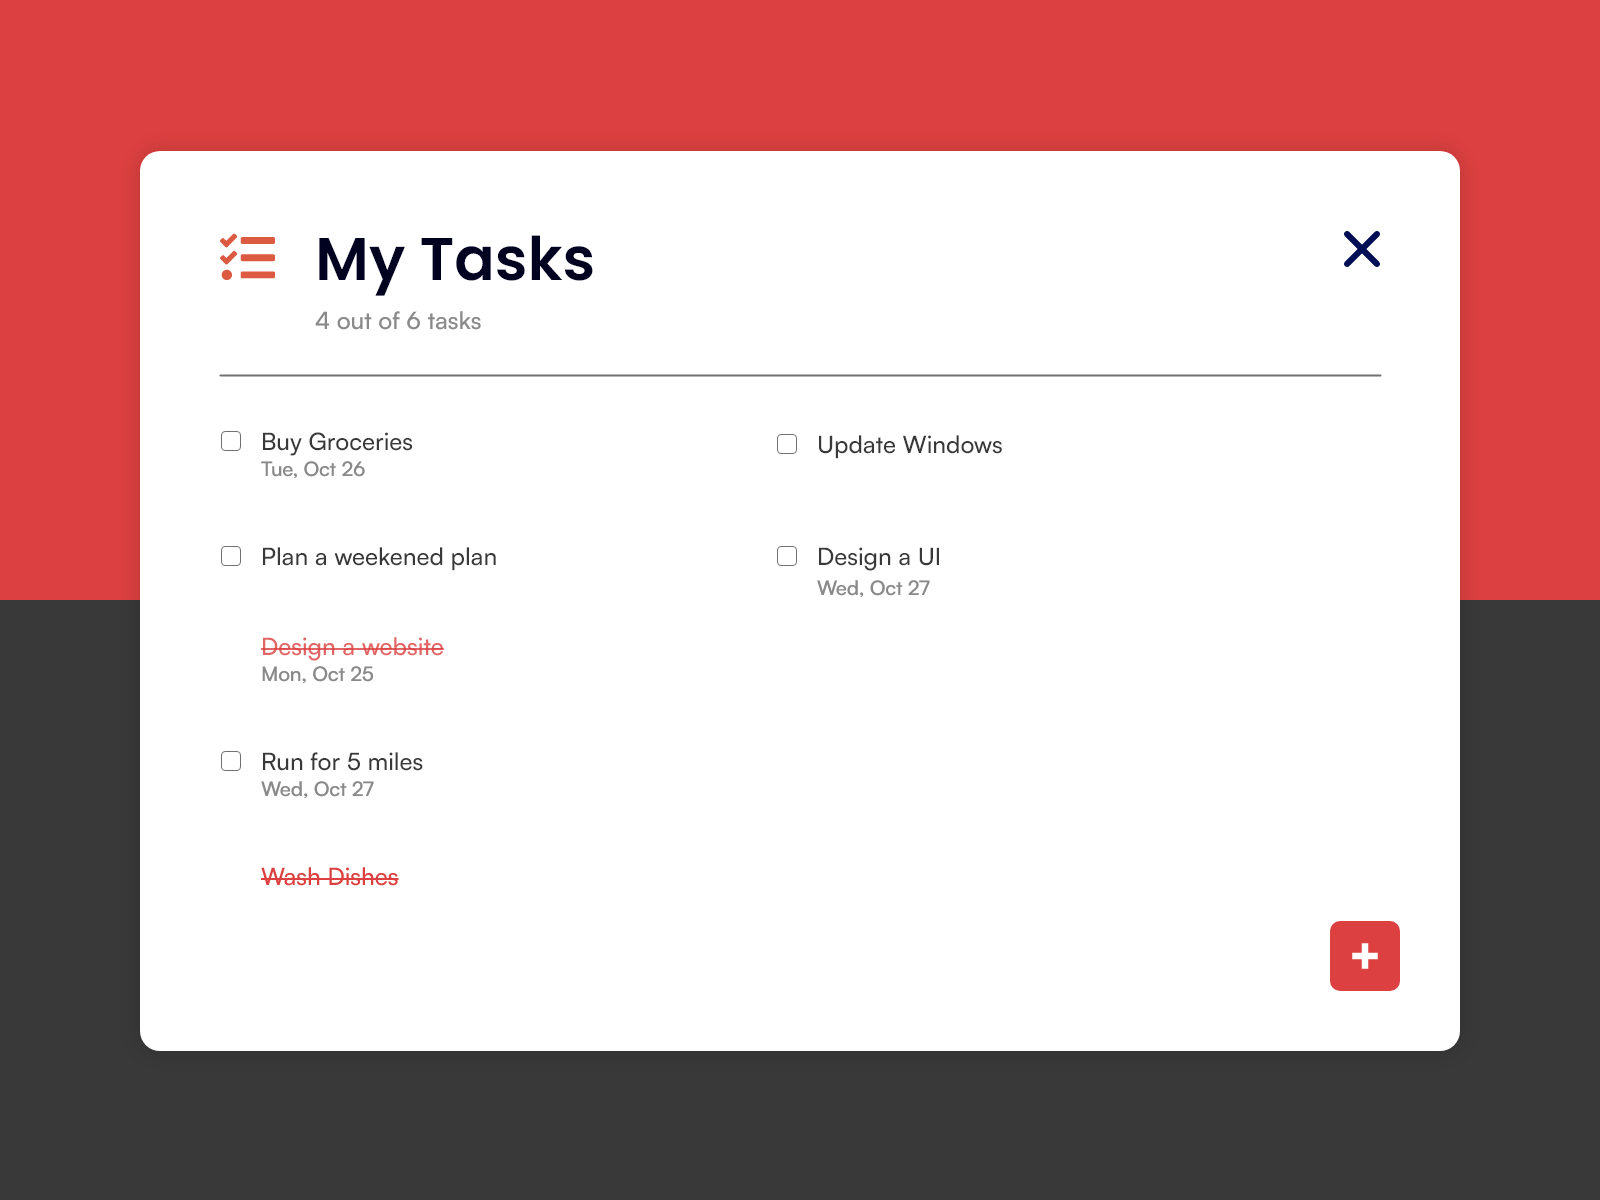 My Tasks
4 out of 6 tasks
Buy Groceries
Tue, Oct 26
Plan a weekened plan
Design a website
Mon, Oct 25
Run for 5 miles
Wed, Oct 27
Wash Dishes
Update Windows
Design a UI
Wed, Oct 27